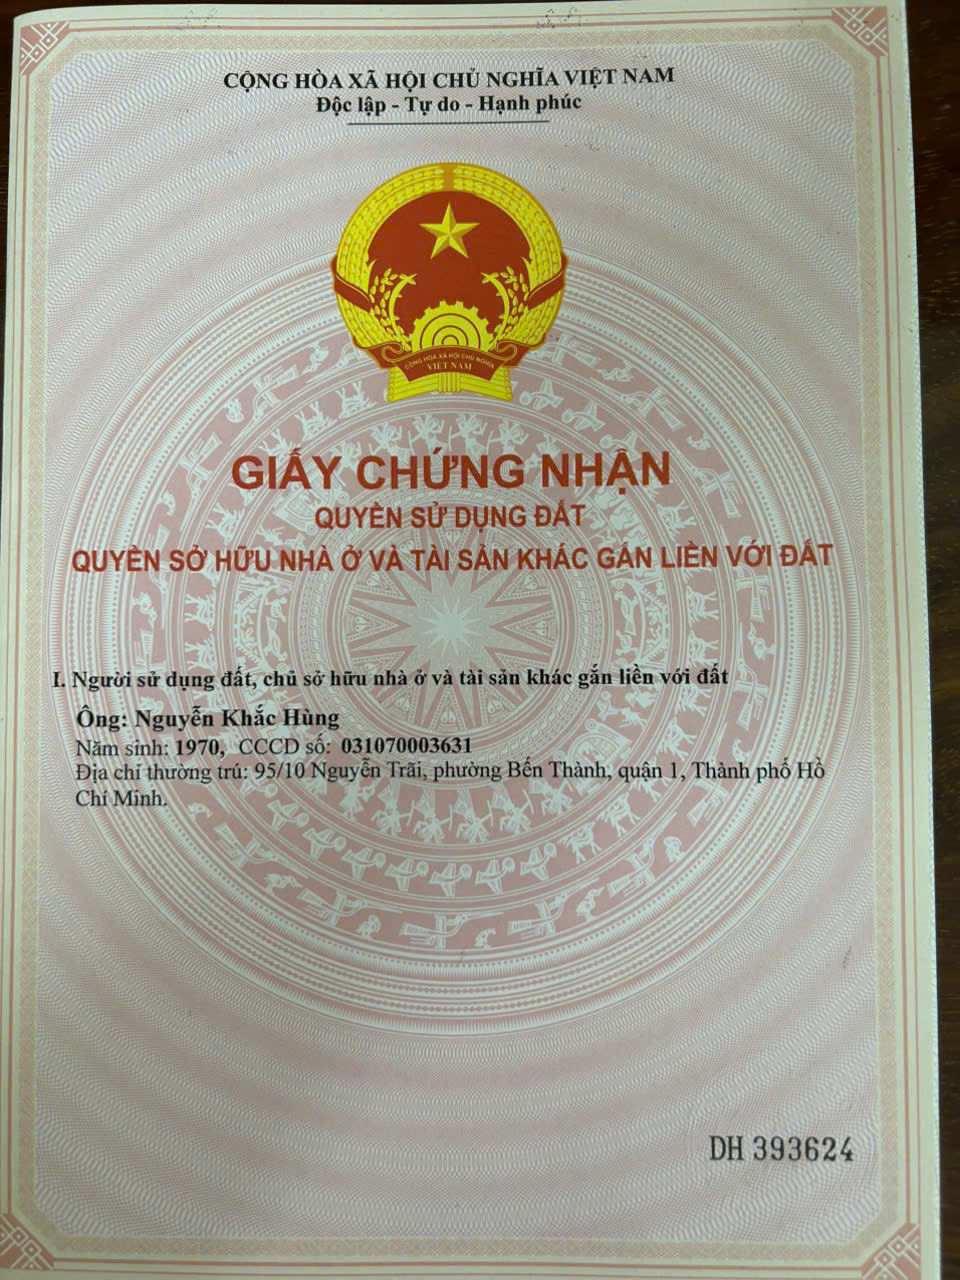 CỘNG HÒA XÃ HỘI CHỦ NGHĨA VIỆT NAM
Độc lập - Tự do - Hạnh phúc
CỘNG HÒA XÃ HỘI CHỦ NGHĨA
VIỆT NAM
GIẤY CHỨNG NHẬN
QUYỀN SỬ DỤNG ĐẤT
QUYỀN SỞ HỮU NHÀ Ở VÀ TÀI SẢN KHÁC GẮN LIỀN VỚI ĐẤT
I. Người sử dụng đất, chủ sở hữu nhà ở và tài sản khác gắn liền với đất
Ông: Nguyễn Khắc Hùng
Năm sinh: 1970, CCCD số: 031070003631
Địa chỉ thường trú: 95/10 Nguyễn Trãi, phường Bến Thành, quận 1, Thành phố Hồ
Chí Minh.
DH 393624